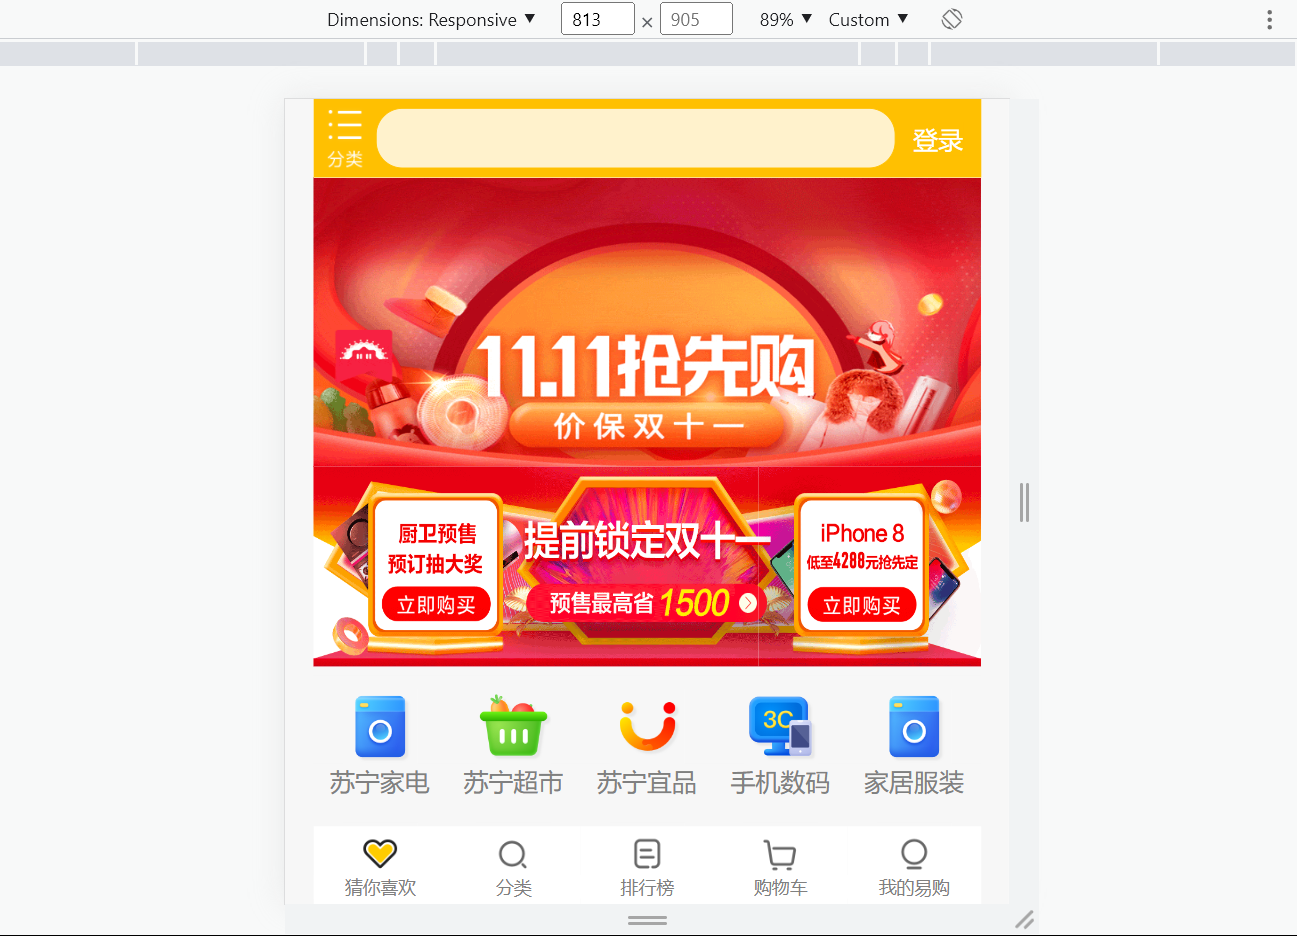 Dimensions: Responsive ▼ 813 × 905 89% ▼ Custom ▼
分类
登录
11.11抢先购
价保双十一
厨卫预售
预订抽大奖
立即购买
提前锁定双十一
预售最高省1500
iPhone 8
低至4288元抢先定
立即购买
3C
苏宁家电 苏宁超市 苏宁宜品 手机数码 家居服装
猜你喜欢 分类 排行榜 购物车 我的易购